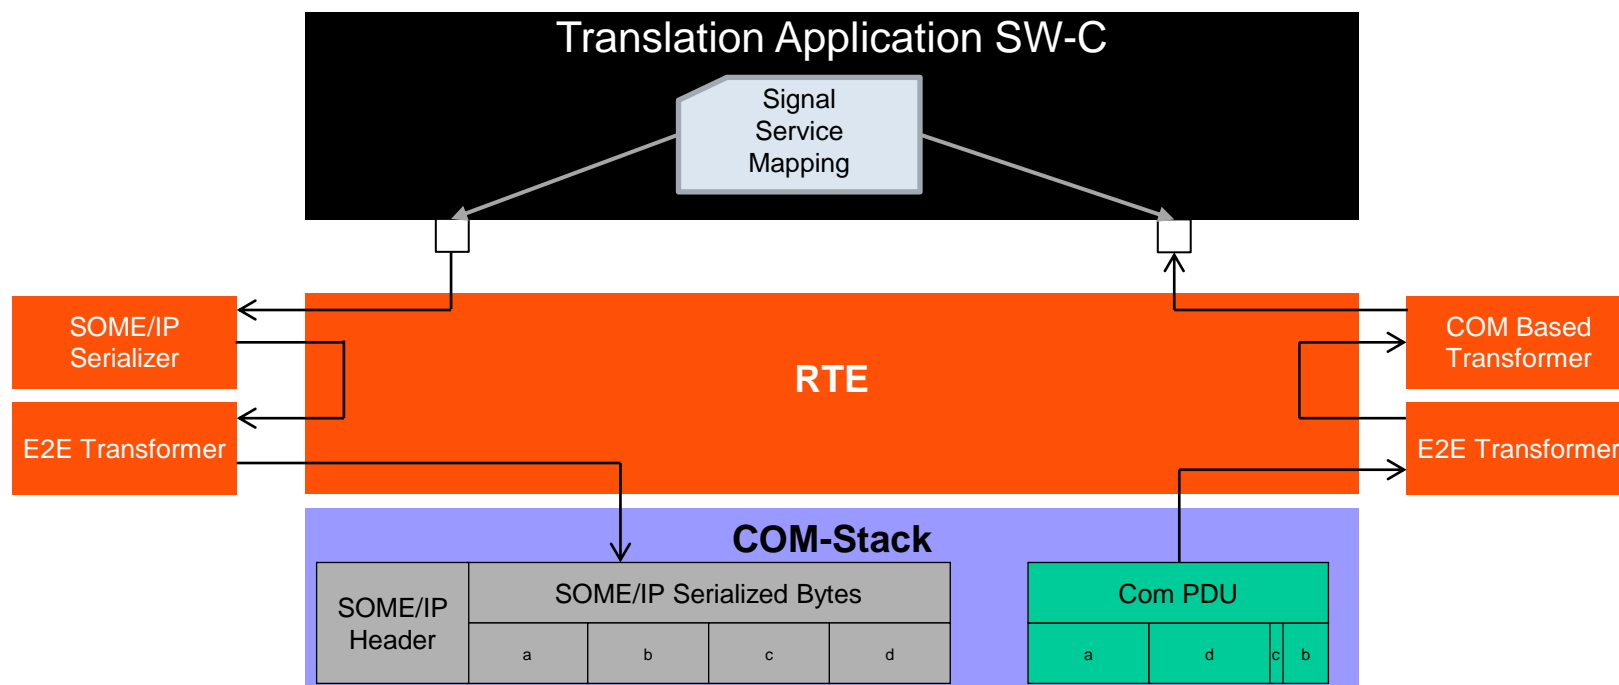 Translation Application SW-C
Signal
Service
Mapping
SOME/IP
Serializer
E2E Transformer
RTE
COM Based
Transformer
E2E Transformer
COM-Stack
SOME/IP
Header
SOME/IP Serialized Bytes
a b c d
Com PDU
a d c b